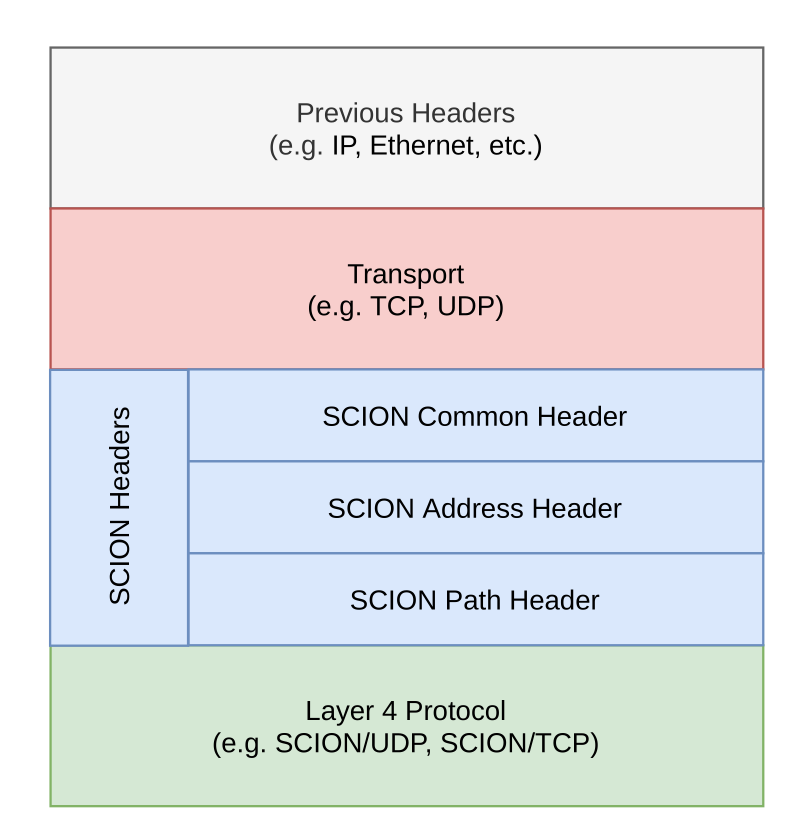 Previous Headers
(e.g. IP, Ethernet, etc.)
Transport
(e.g. TCP, UDP)
SCION Headers
SCION Common Header
SCION Address Header
SCION Path Header
Layer 4 Protocol
(e.g. SCION/UDP, SCION/TCP)